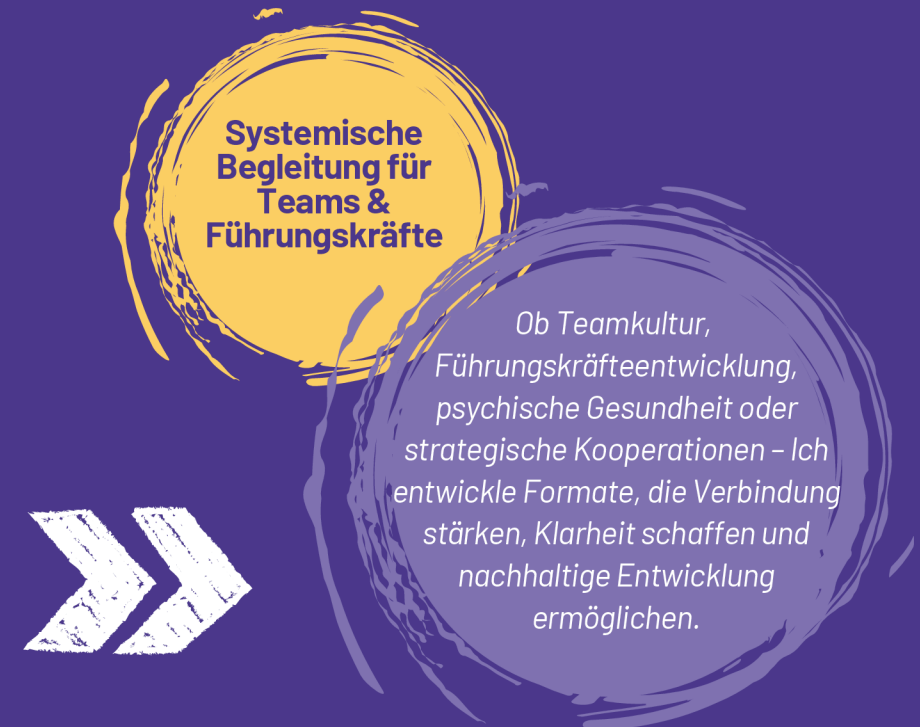 Systemische
Begleitung für
Teams &
Führungskräfte
Ob Teamkultur,
Führungskräfteentwicklung,
psychische Gesundheit oder
strategische Kooperationen – Ich
entwickle Formate, die Verbindung
stärken, Klarheit schaffen und
nachhaltige Entwicklung
ermöglichen.